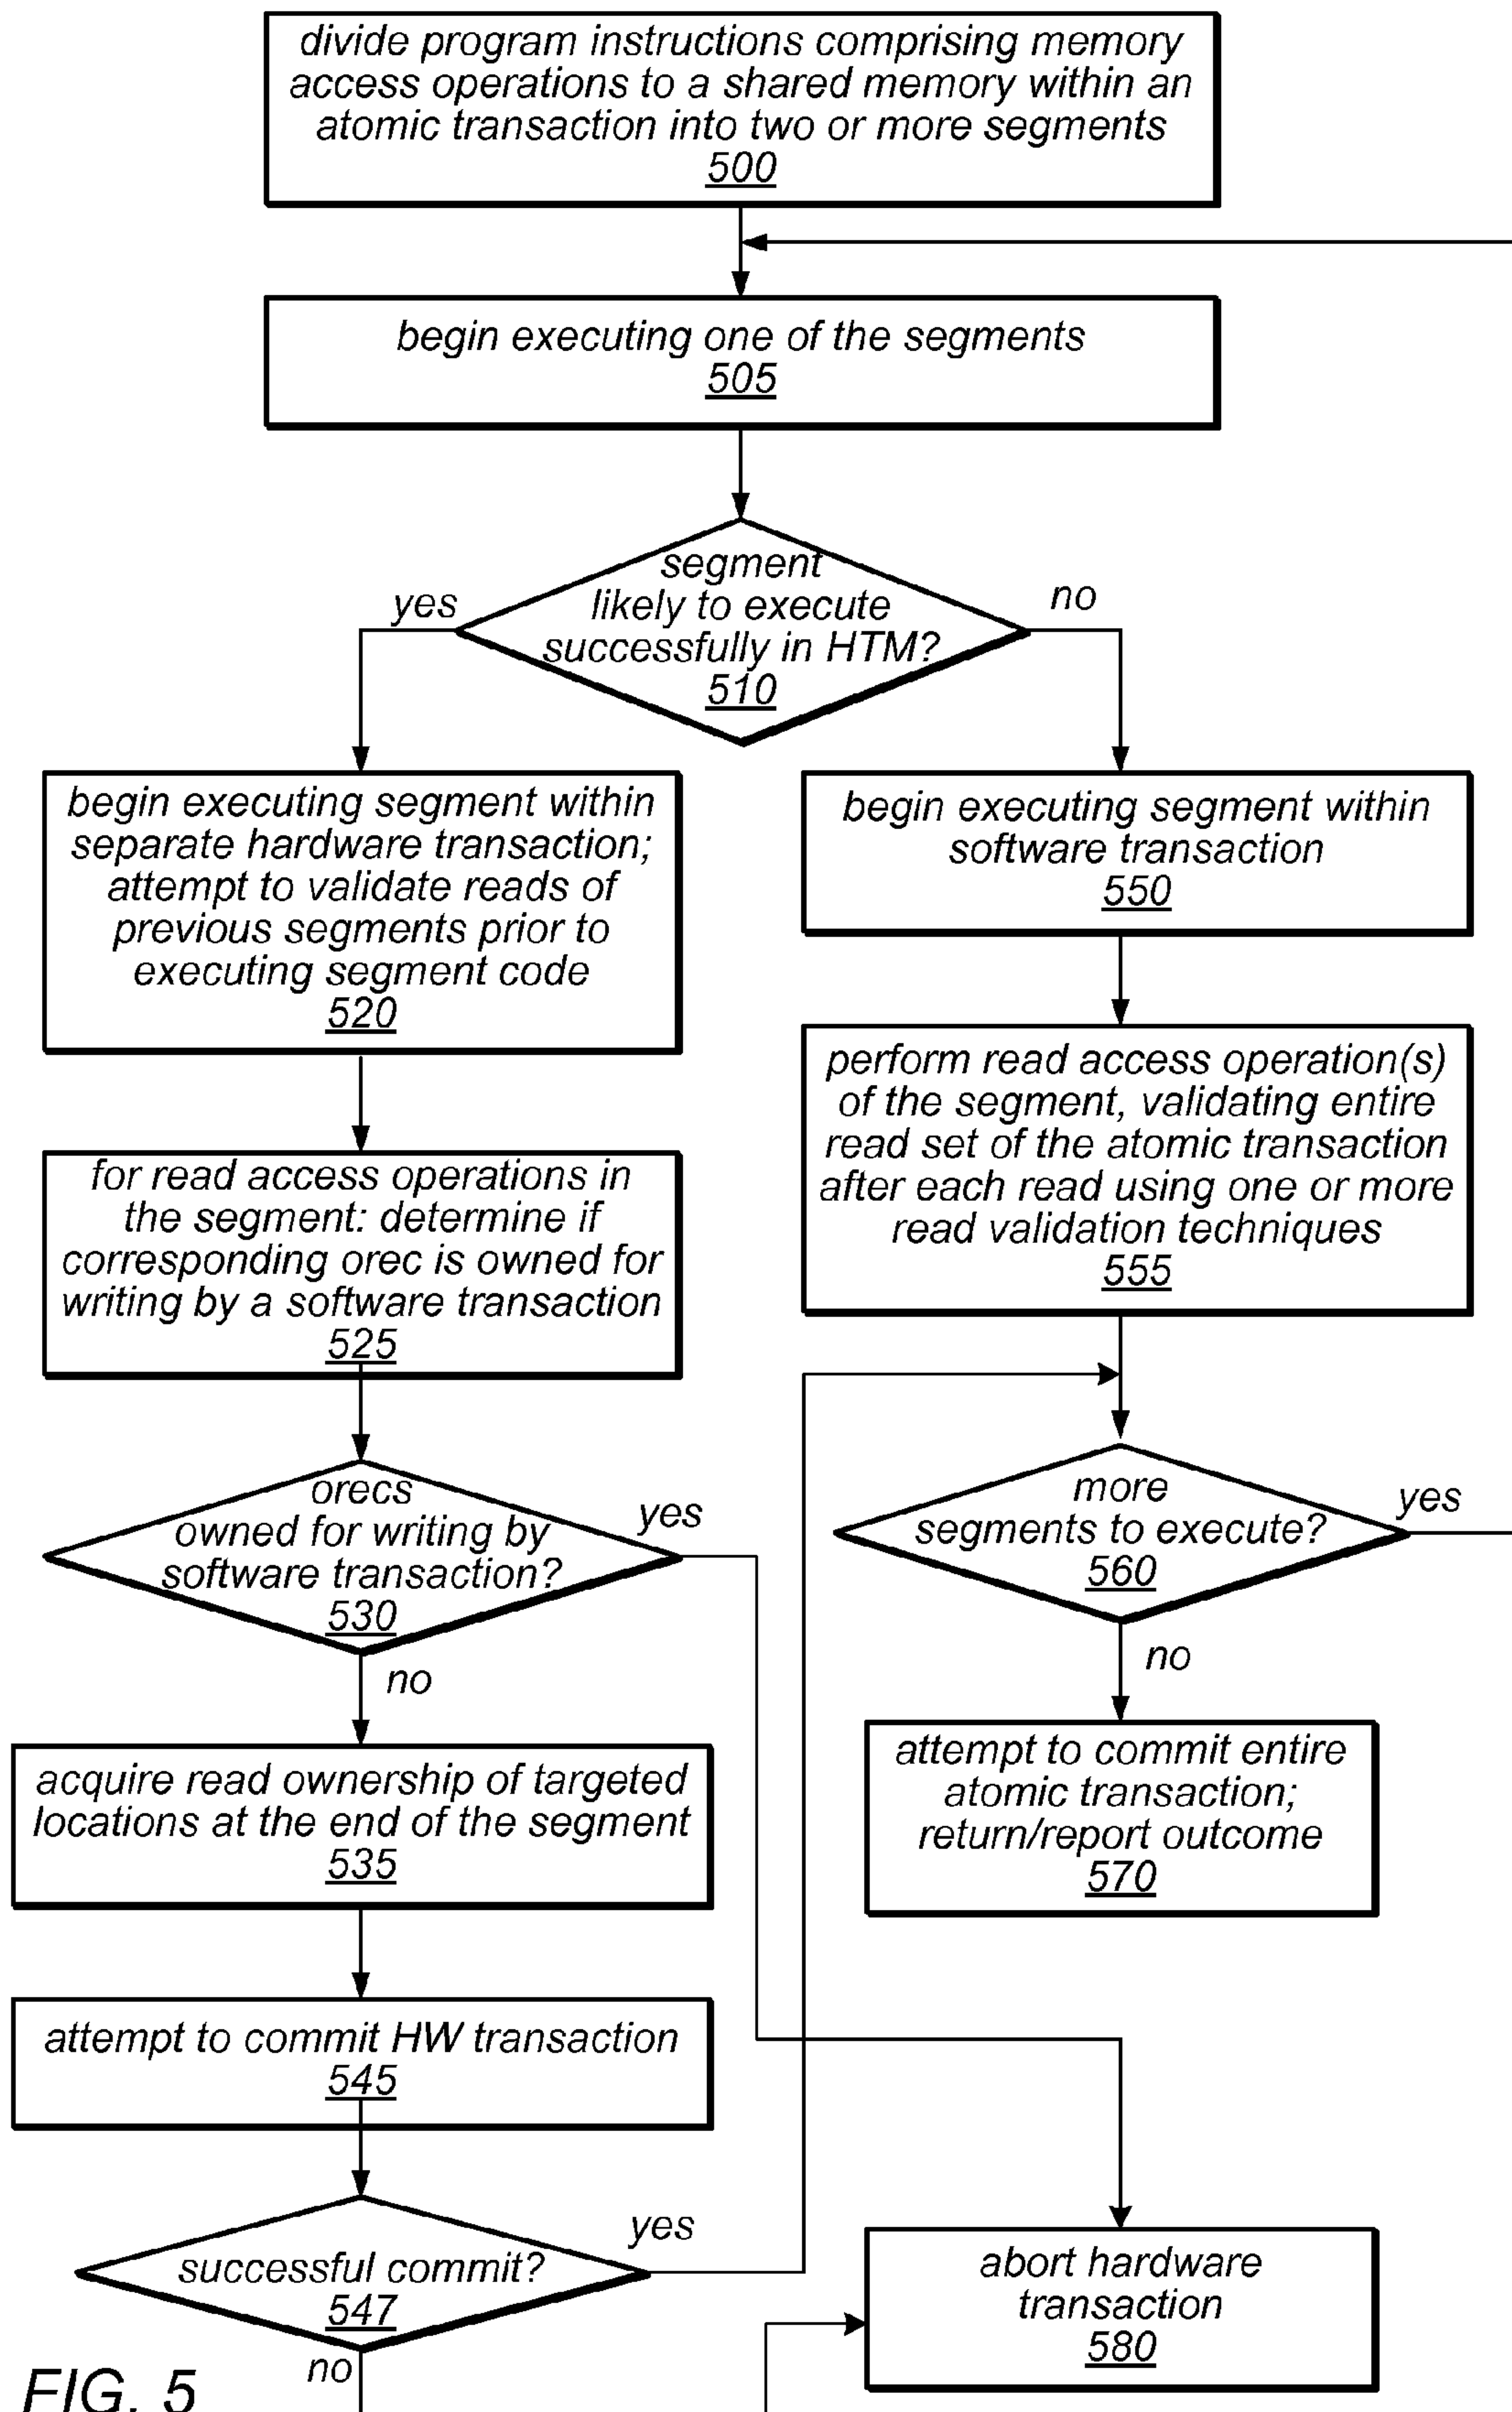 divide program instructions comprising memory
access operations to a shared memory within an
atomic transaction into two or more segments
500
begin executing one of the segments
505
segment
likely to execute
successfully in HTM?
510
yes
no
begin executing segment within
separate hardware transaction;
attempt to validate reads of
previous segments prior to
executing segment code
520
begin executing segment within
software transaction
550
for read access operations in
the segment: determine if
corresponding orec is owned for
writing by a software transaction
525
perform read access operation(s)
of the segment, validating entire
read set of the atomic transaction
after each read using one or more
read validation techniques
555
orecs
owned for writing by
software transaction?
530
yes
no
more
segments to execute?
560
yes
no
acquire read ownership of targeted
locations at the end of the segment
535
attempt to commit entire
atomic transaction;
return/report outcome
570
attempt to commit HW transaction
545
successful commit?
547
yes
no
abort hardware
transaction
580
FIG. 5